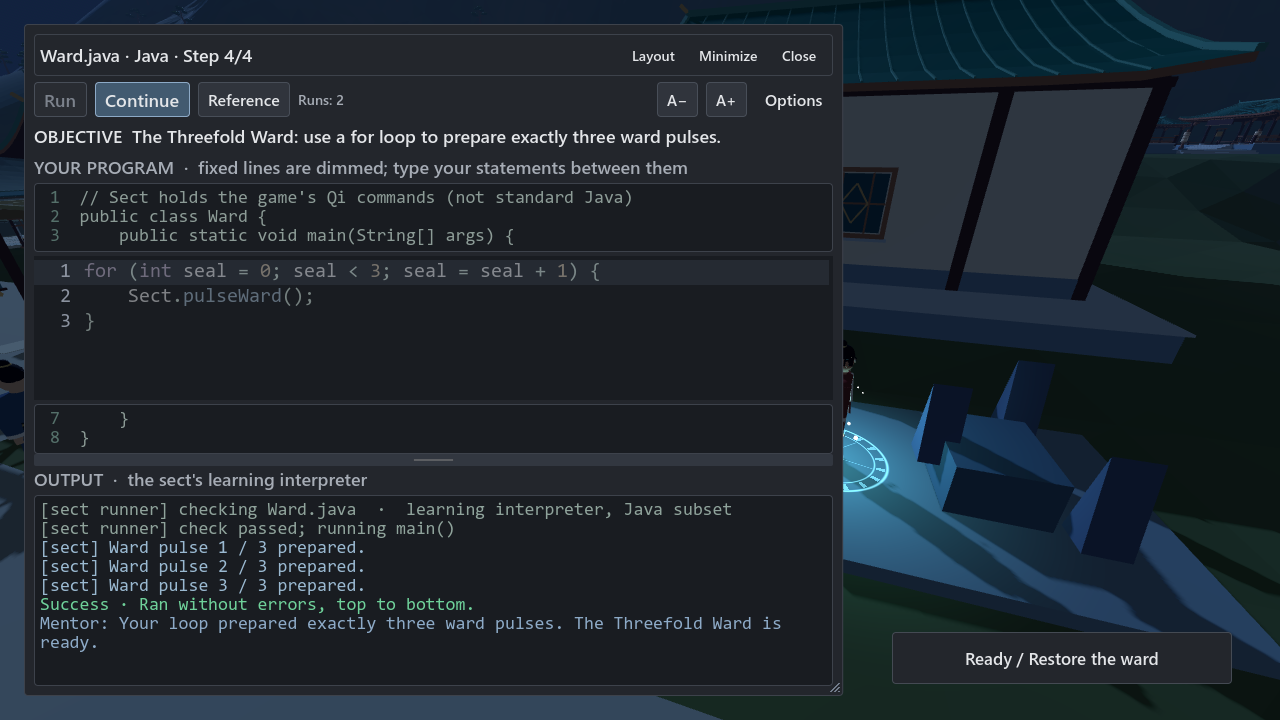 Ward.java · Java · Step 4/4
Layout
Minimize
Close
Run
Continue
Reference
Runs: 2
A−
A+
Options
OBJECTIVE  The Threefold Ward: use a for loop to prepare exactly three ward pulses.
YOUR PROGRAM  ·  fixed lines are dimmed; type your statements between them
1  // Sect holds the game's Qi commands (not standard Java)
2  public class Ward {
3      public static void main(String[] args) {
1  for (int seal = 0; seal < 3; seal = seal + 1) {
2      Sect.pulseWard();
3  }
7      }
8  }
OUTPUT  ·  the sect's learning interpreter
[sect runner] checking Ward.java  ·  learning interpreter, Java subset
[sect runner] check passed; running main()
[sect] Ward pulse 1 / 3 prepared.
[sect] Ward pulse 2 / 3 prepared.
[sect] Ward pulse 3 / 3 prepared.
Success · Ran without errors, top to bottom.
Mentor: Your loop prepared exactly three ward pulses. The Threefold Ward is
ready.
Ready / Restore the ward